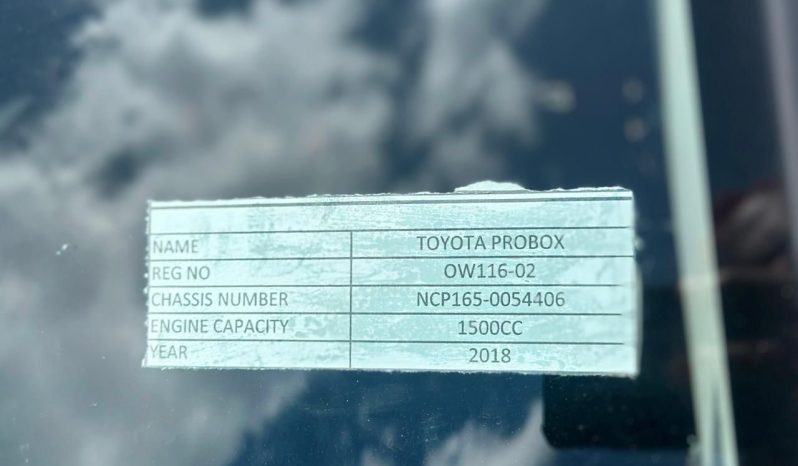 NAME TOYOTA PROBOX
REG NO OW116-02
CHASSIS NUMBER NCP165-0054406
ENGINE CAPACITY 1500CC
YEAR 2018